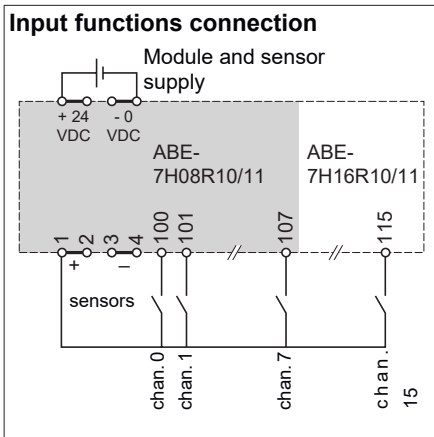 Input functions connection
Module and sensor
supply
+ 24
VDC
- 0
VDC
ABE-
7H08R10/11
ABE-
7H16R10/11
1
2
3
4
100
101
107
115
+
–
sensors
chan. 0
chan. 1
chan. 7
chan.
15